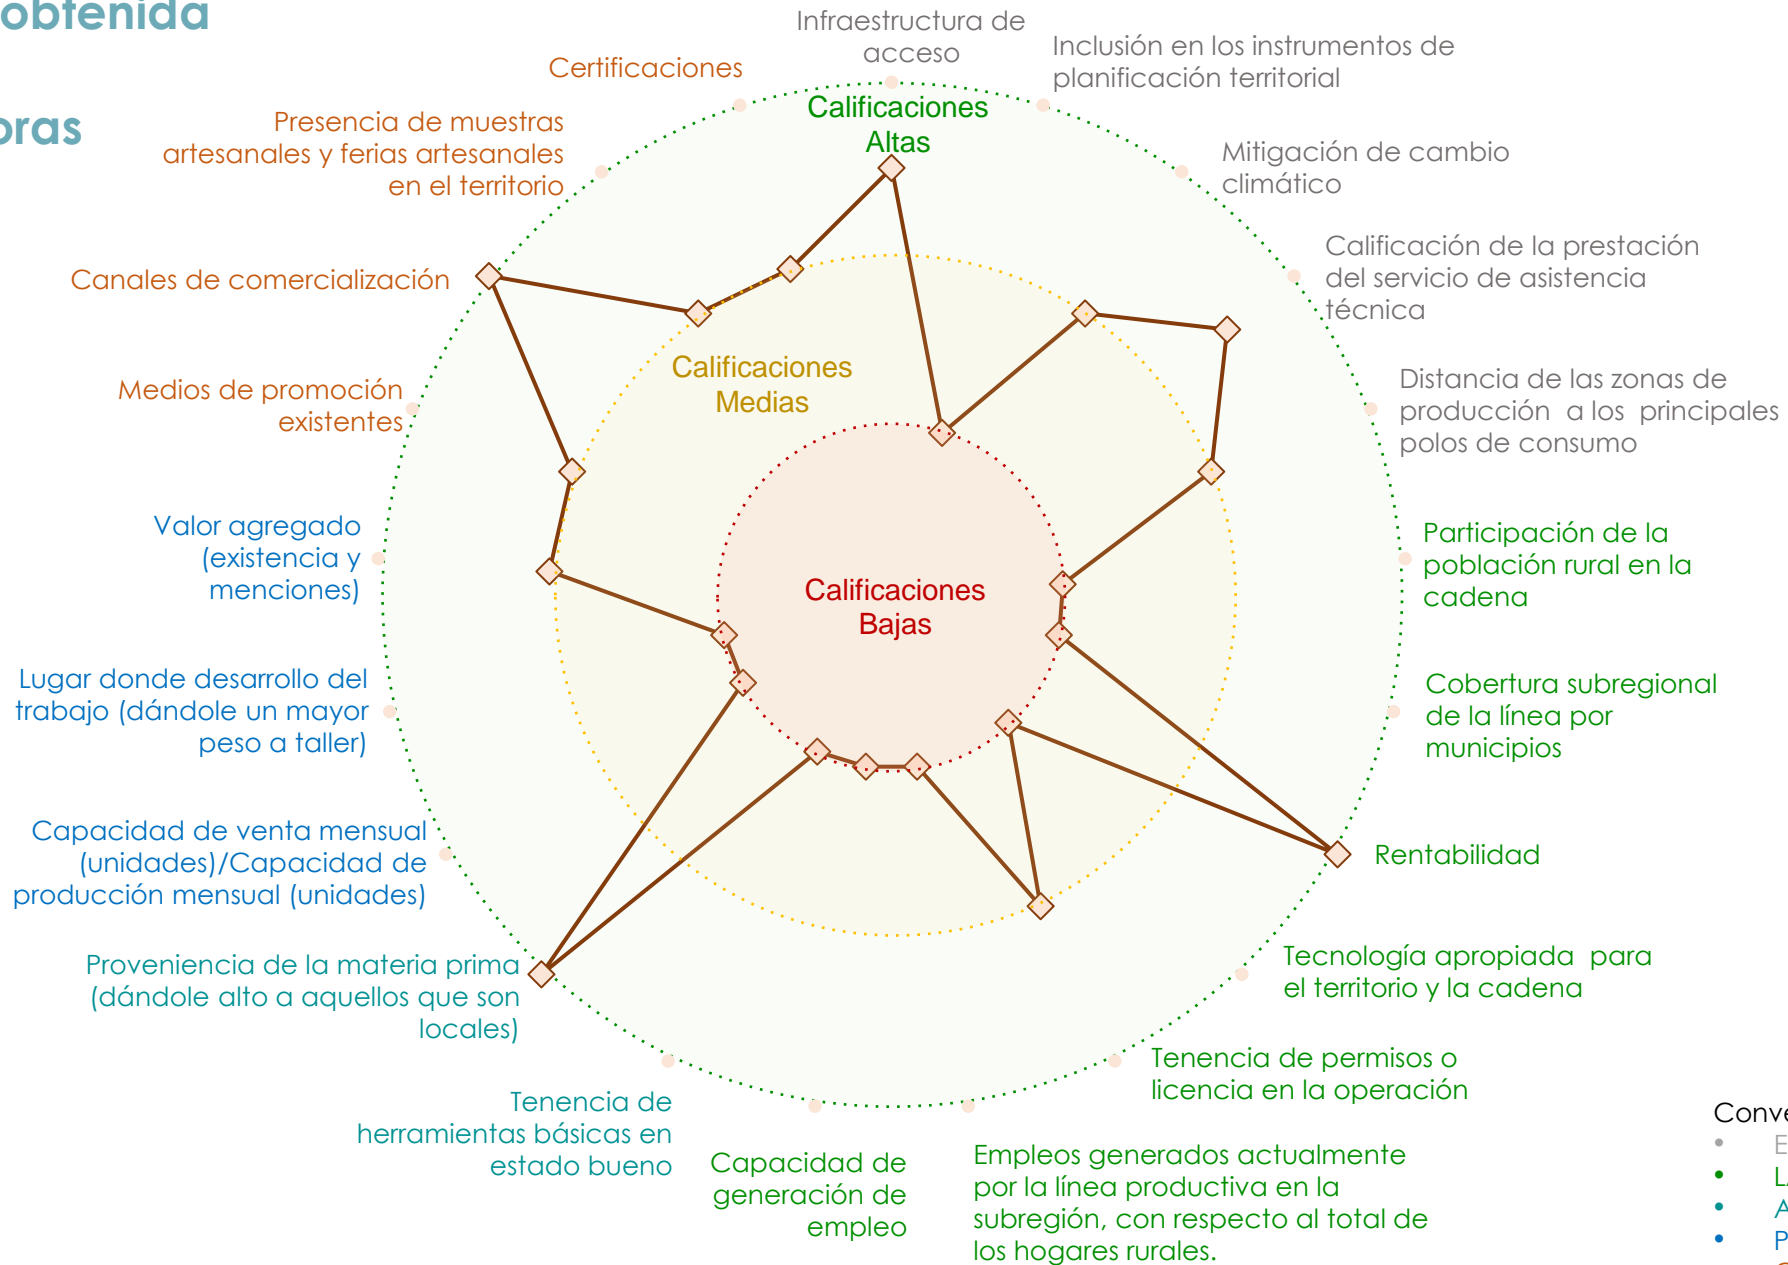 obtenida
oras
Infraestructura de
acceso
Inclusión en los instrumentos de
planificación territorial
Mitigación de cambio
climático
Calificación de la prestación
del servicio de asistencia
técnica
Distancia de las zonas de
producción a los principales
polos de consumo
Participación de la
población rural en la
cadena
Cobertura subregional
de la línea por
municipios
Rentabilidad
Tecnología apropiada para
el territorio y la cadena
Tenencia de permisos o
licencia en la operación
Empleos generados actualmente
por la línea productiva en la
subregión, con respecto al total de
los hogares rurales.
Capacidad de
generación de
empleo
Tenencia de
herramientas básicas en
estado bueno
Proveniencia de la materia prima
(dándole alto a aquellos que son
locales)
Capacidad de venta mensual
(unidades)/Capacidad de
producción mensual (unidades)
Lugar donde desarrollo del
trabajo (dándole un mayor
peso a taller)
Valor agregado
(existencia y
menciones)
Medios de promoción
existentes
Canales de comercialización
Presencia de muestras
artesanales y ferias artesanales
en el territorio
Certificaciones
Calificaciones
Altas
Calificaciones
Medias
Calificaciones
Bajas
Conve
• E
• L
• A
• P